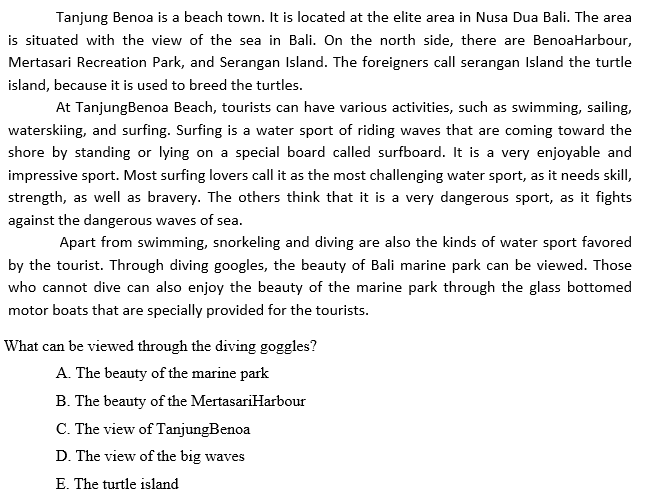 Tanjung Benoa is a beach town. It is located at the elite area in Nusa Dua Bali. The area
is situated with the view of the sea in Bali. On the north side, there are BenoaHarbour,
Mertasari Recreation Park, and Serangan Island. The foreigners call serangan Island the turtle
island, because it is used to breed the turtles.
At TanjungBenoa Beach, tourists can have various activities, such as swimming, sailing,
waterskiing, and surfing. Surfing is a water sport of riding waves that are coming toward the
shore by standing or lying on a special board called surfboard. It is a very enjoyable and
impressive sport. Most surfing lovers call it as the most challenging water sport, as it needs skill,
strength, as well as bravery. The others think that it is a very dangerous sport, as it fights
against the dangerous waves of sea.
Apart from swimming, snorkeling and diving are also the kinds of water sport favored
by the tourist. Through diving googles, the beauty of Bali marine park can be viewed. Those
who cannot dive can also enjoy the beauty of the marine park through the glass bottomed
motor boats that are specially provided for the tourists.
What can be viewed through the diving goggles?
A. The beauty of the marine park
B. The beauty of the MertasariHarbour
C. The view of TanjungBenoa
D. The view of the big waves
E. The turtle island